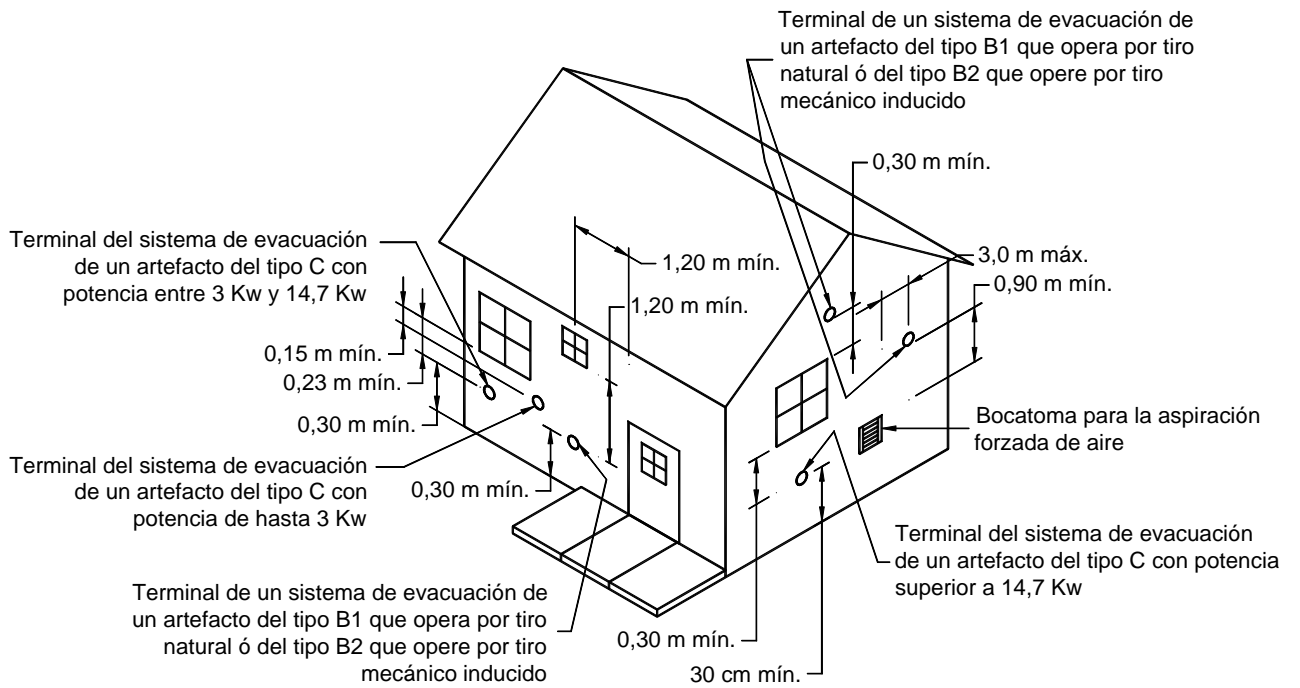 Terminal de un sistema de evacuación de
un artefacto del tipo B1 que opera por tiro
natural ó del tipo B2 que opere por tiro
mecánico inducido
0,30 m mín.
3,0 m máx.
0,90 m mín.
1,20 m mín.
1,20 m mín.
Terminal del sistema de evacuación
de un artefacto del tipo C con
potencia entre 3 Kw y 14,7 Kw
0,15 m mín.
0,23 m mín.
0,30 m mín.
Terminal del sistema de evacuación
de un artefacto del tipo C con
potencia de hasta 3 Kw
0,30 m mín.
Bocatoma para la aspiración
forzada de aire
Terminal del sistema de evacuación
de un artefacto del tipo C con potencia
superior a 14,7 Kw
Terminal de un sistema de evacuación de
un artefacto del tipo B1 que opera por tiro
natural ó del tipo B2 que opere por tiro
mecánico inducido
0,30 m mín.
30 cm mín.